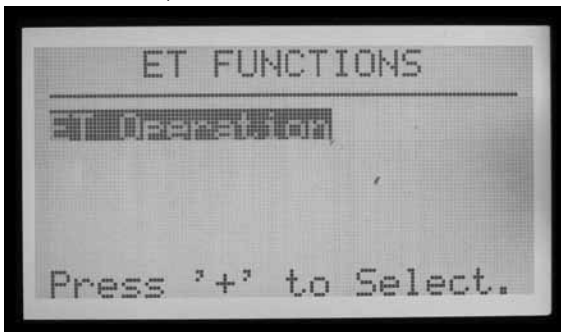 ET FUNCTIONS
ET Operation
Press '+' to Select.